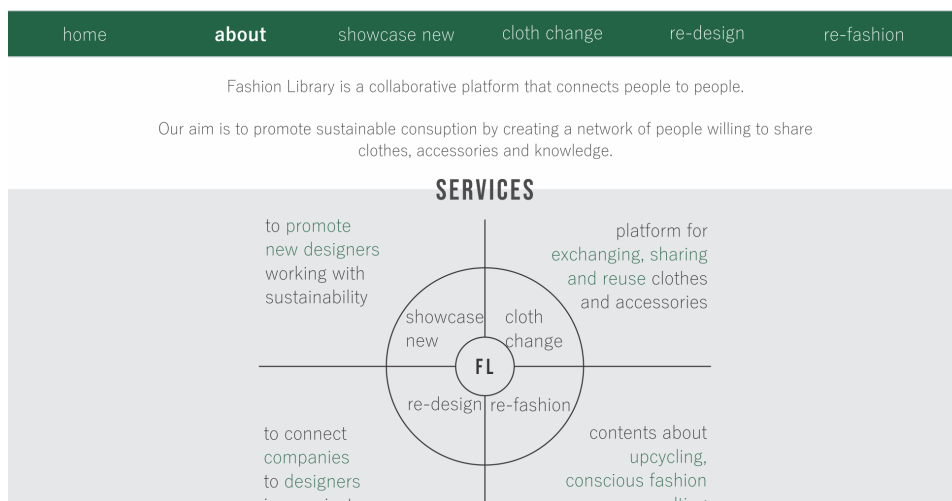 home about showcase new cloth change re-design re-fashion
Fashion Library is a collaborative platform that connects people to people.
Our aim is to promote sustainable consuption by creating a network of people willing to share
clothes, accessories and knowledge.
SERVICES
to promote
new designers
working with
sustainability
platform for
exchanging, sharing
and reuse clothes
and accessories
showcase
new
cloth
change
FL
re-design
re-fashion
to connect
companies
to designers
contents about
upcycling,
conscious fashion